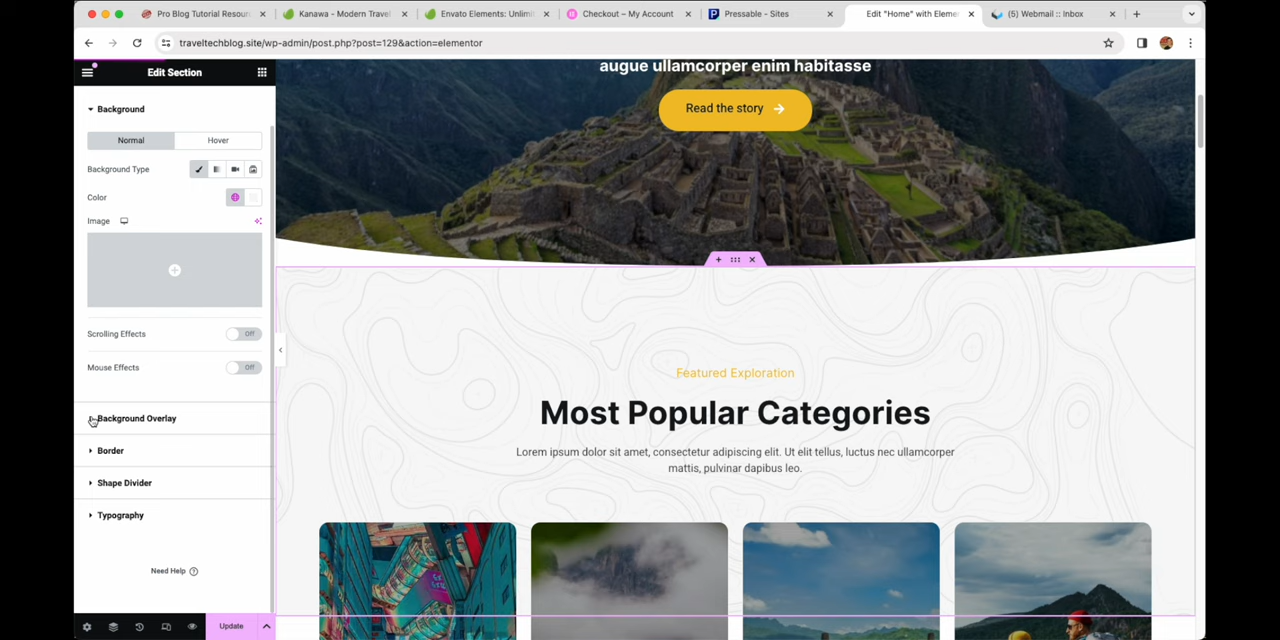 Pro Blog Tutorial Resour
Kanawa - Modern Travel
Envato Elements: Unlimi
Checkout – My Account
Pressable - Sites
Edit "Home" with Elemen
(5) Webmail :: Inbox
traveltechblog.site/wp-admin/post.php?post=129&action=elementor
Edit Section
Background
Normal
Hover
Background Type
Color
Image
Scrolling Effects
Off
Mouse Effects
Off
Background Overlay
Border
Shape Divider
Typography
Need Help
Update
augue ullamcorper enim habitasse
Read the story
Featured Exploration
Most Popular Categories
Lorem ipsum dolor sit amet, consectetur adipiscing elit. Ut elit tellus, luctus nec ullamcorper
mattis, pulvinar dapibus leo.